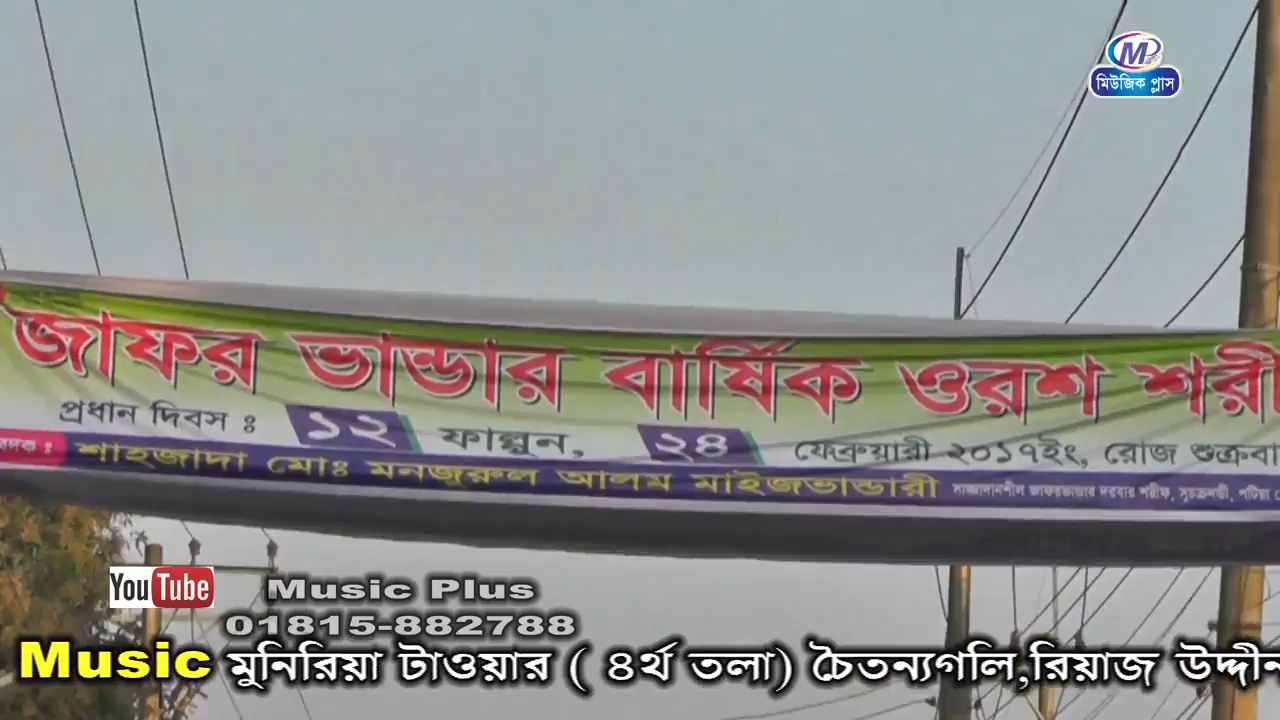 M
মিউজিক প্লাস
জাফর ভান্ডার বার্ষিক ওরশ শরী
প্রধান দিবস ঃ ১২ ফাল্গুন, ২৪ ফেব্রুয়ারী ২০১৭ইং, রোজ শুক্রবা
শাহজাদা মোঃ মনজুরুল আলম মাইজভান্ডারী
YouTube Music Plus
01815-882788
Music মুনিরিয়া টাওয়ার ( ৪র্থ তলা) চৈতন্যগলি,রিয়াজ উদ্দীন